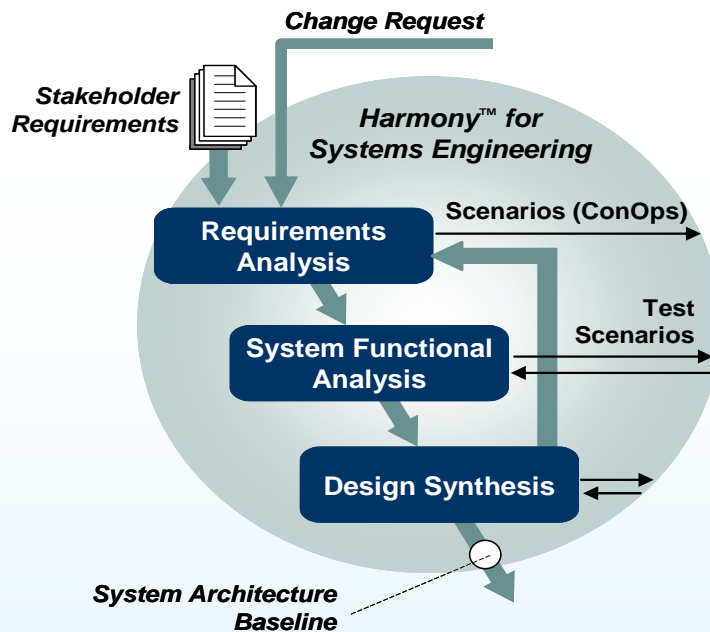 Change Request
Stakeholder
Requirements
Harmony™ for
Systems Engineering
Scenarios (ConOps)
Requirements
Analysis
Test
Scenarios
System Functional
Analysis
Design Synthesis
System Architecture
Baseline